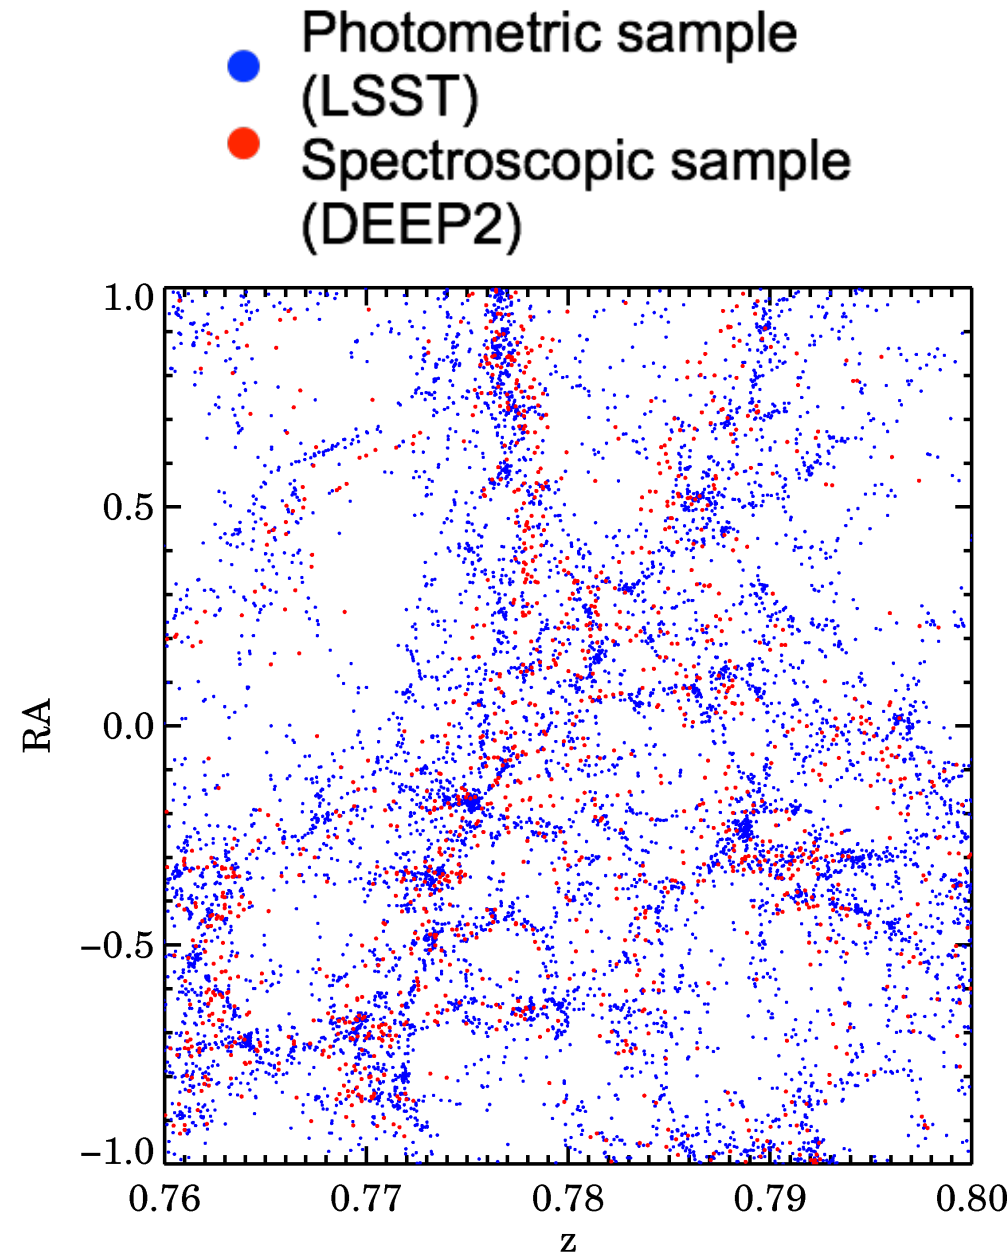 Photometric sample
(LSST)
Spectroscopic sample
(DEEP2)
1.0
0.5
0.0
−0.5
−1.0
RA
0.76 0.77 0.78 0.79 0.80
z